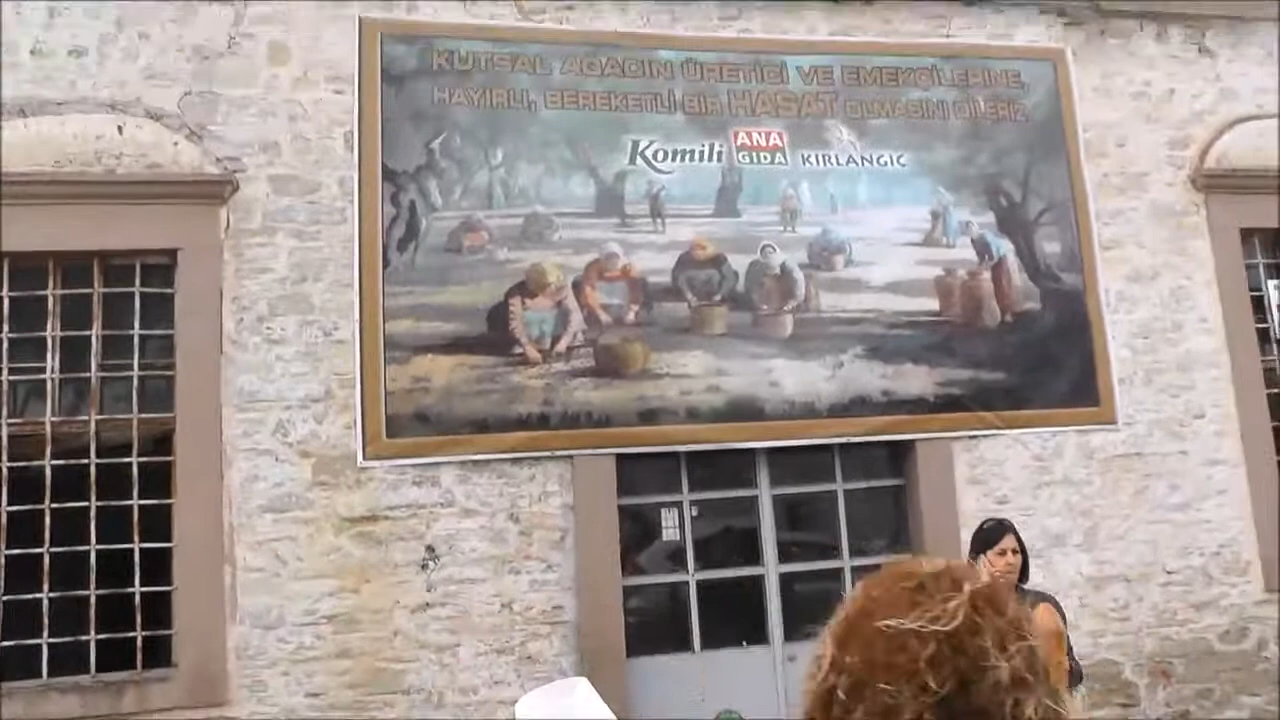 KUTSAL AĞACIN ÜRETİCİ VE EMEKÇİLERİNE,
HAYIRLI, BEREKETLİ BİR HASAT OLMASINI DİLERİZ
Komili ANA GIDA KIRLANGIÇ